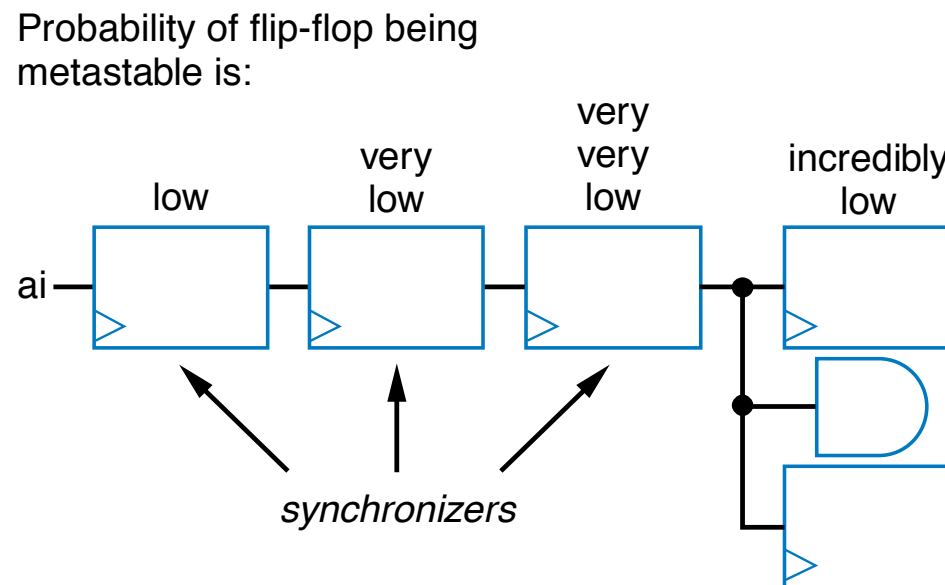 Probability of flip-flop being
metastable is:
low
very
low
very
very
low
incredibly
low
ai
synchronizers